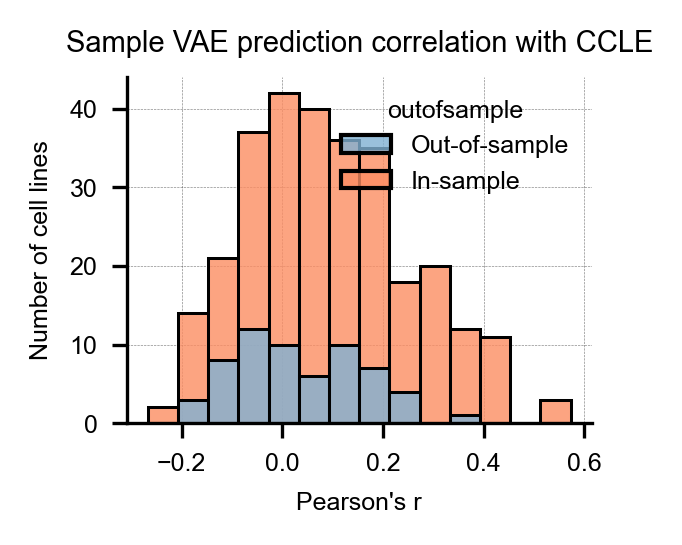 Sample VAE prediction correlation with CCLE
Number of cell lines
40
30
20
10
0
outofsample
Out-of-sample
In-sample
−0.2
0.0
0.2
0.4
0.6
Pearson's r